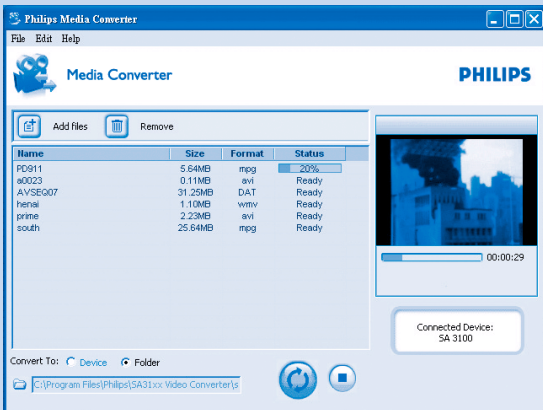 Philips Media Converter
File Edit Help
Media Converter
PHILIPS
Add files Remove
Name Size Format Status
PD911 5.64MB mpg 20%
a0023 0.11MB avi Ready
AVSEQ07 31.25MB DAT Ready
henai 1.10MB wmv Ready
prime 2.23MB avi Ready
south 25.64MB mpg Ready
00:00:29
Connected Device:
SA 3100
Convert To: Device Folder
C:\Program Files\Philips\SA31xx Video Converter\s